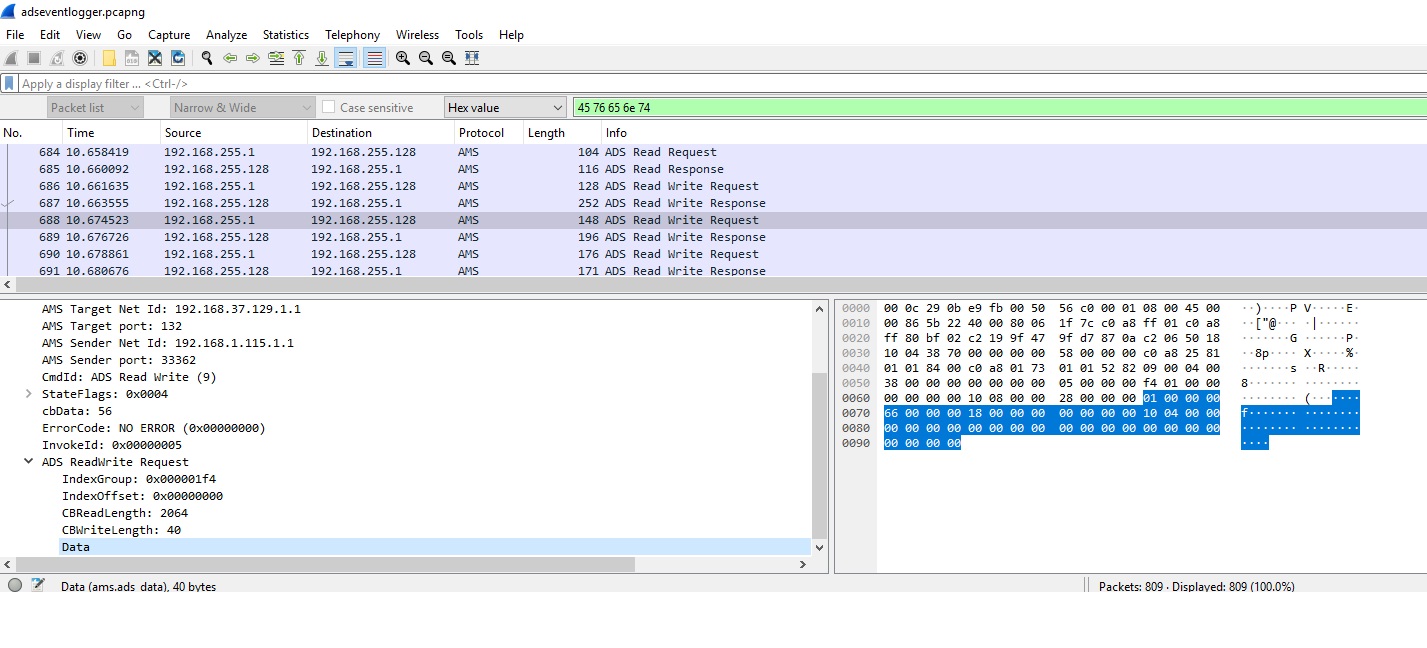 adseventlogger.pcapng
File Edit View Go Capture Analyze Statistics Telephony Wireless Tools Help
Apply a display filter ... <Ctrl-/>
Packet list Narrow & Wide Case sensitive Hex value 45 76 65 6e 74
No. Time Source Destination Protocol Length Info
684 10.658419 192.168.255.1 192.168.255.128 AMS 104 ADS Read Request
685 10.660092 192.168.255.128 192.168.255.1 AMS 116 ADS Read Response
686 10.661635 192.168.255.1 192.168.255.128 AMS 128 ADS Read Write Request
687 10.663555 192.168.255.128 192.168.255.1 AMS 252 ADS Read Write Response
688 10.674523 192.168.255.1 192.168.255.128 AMS 148 ADS Read Write Request
689 10.676726 192.168.255.128 192.168.255.1 AMS 196 ADS Read Write Response
690 10.678861 192.168.255.1 192.168.255.128 AMS 176 ADS Read Write Request
691 10.680676 192.168.255.128 192.168.255.1 AMS 171 ADS Read Write Response
AMS Target Net Id: 192.168.37.129.1.1
AMS Target port: 132
AMS Sender Net Id: 192.168.1.115.1.1
AMS Sender port: 33362
CmdId: ADS Read Write (9)
StateFlags: 0x0004
cbData: 56
ErrorCode: NO ERROR (0x00000000)
InvokeId: 0x00000005
ADS ReadWrite Request
IndexGroup: 0x000001f4
IndexOffset: 0x00000000
CBReadLength: 2064
CBWriteLength: 40
Data
0000 00 0c 29 0b e9 fb 00 50 56 c0 00 01 08 00 45 00 ··)····P V·····E·
0010 00 86 5b 22 40 00 80 06 1f 7c c0 a8 ff 01 c0 a8 ··["@··· ·|······
0020 ff 80 bf 02 c2 19 9f 47 9f d7 87 0a c2 06 50 18 ·······G ······P·
0030 10 04 38 70 00 00 00 00 58 00 00 00 c0 a8 25 81 ··8p···· X·····%·
0040 01 01 84 00 c0 a8 01 73 01 01 52 82 09 00 04 00 ·······s ··R·····
0050 38 00 00 00 00 00 00 00 05 00 00 00 f4 01 00 00 8······· ········
0060 00 00 00 00 10 08 00 00 28 00 00 00 01 00 00 00 ········ (·······
0070 66 00 00 00 18 00 00 00 00 00 00 00 10 04 00 00 f······· ········
0080 00 00 00 00 00 00 00 00 00 00 00 00 00 00 00 00 ········ ········
0090 00 00 00 00 ····
Data (ams.ads_data), 40 bytes
Packets: 809 · Displayed: 809 (100.0%)